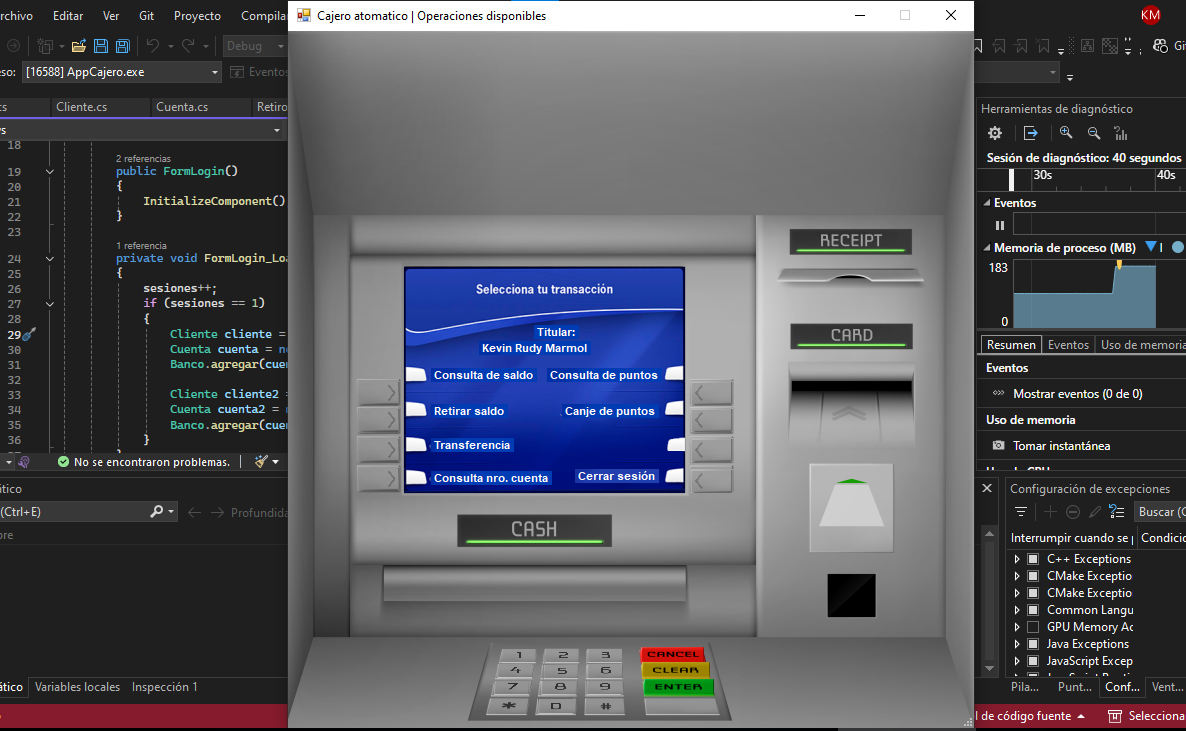 rchivo Editar Ver Git Proyecto Compila
Cajero atomatico | Operaciones disponibles
KM
Debug
Gi
so: [16588] AppCajero.exe
Eventos
cs Cliente.cs Cuenta.cs Retiro
s
18
2 referencias
19 public FormLogin()
20 {
21 InitializeComponent()
22 }
23
1 referencia
24 private void FormLogin_Loa
25 {
26 sesiones++;
27 if (sesiones == 1)
28 {
29 Cliente cliente =
30 Cuenta cuenta = n
31 Banco.agregar(cue
32
33 Cliente cliente2 =
34 Cuenta cuenta2 =
35 Banco.agregar(cue
36 }
No se encontraron problemas.
ático
(Ctrl+E)
Profundida
bre
ático Variables locales Inspección 1
RECEIPT
CARD
Selecciona tu transacción
Titular:
Kevin Rudy Marmol
Consulta de saldo Consulta de puntos
Retirar saldo Canje de puntos
Transferencia
Consulta nro. cuenta Cerrar sesión
CASH
1 2 3 CANCEL
4 5 6 CLEAR
7 8 9 ENTER
* 0 #
Herramientas de diagnóstico
Sesión de diagnóstico: 40 segundos
30s 40s
Eventos
Memoria de proceso (MB)
183
0
Resumen Eventos Uso de memoria
Eventos
Mostrar eventos (0 de 0)
Uso de memoria
Tomar instantánea
Configuración de excepciones
Buscar (C
Interrumpir cuando se Condicio
C++ Exceptions
CMake Exceptio
CMake Exceptio
Common Langu
GPU Memory Ac
Java Exceptions
JavaScript Excep
Pila... Punt... Conf... Vent...
l de código fuente Selecciona